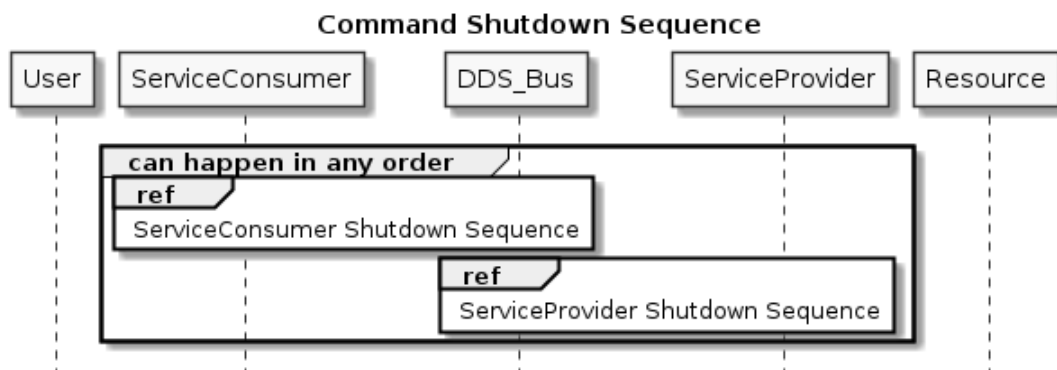 Command Shutdown Sequence
User
ServiceConsumer
DDS_Bus
ServiceProvider
Resource
can happen in any order
ref
ServiceConsumer Shutdown Sequence
ref
ServiceProvider Shutdown Sequence